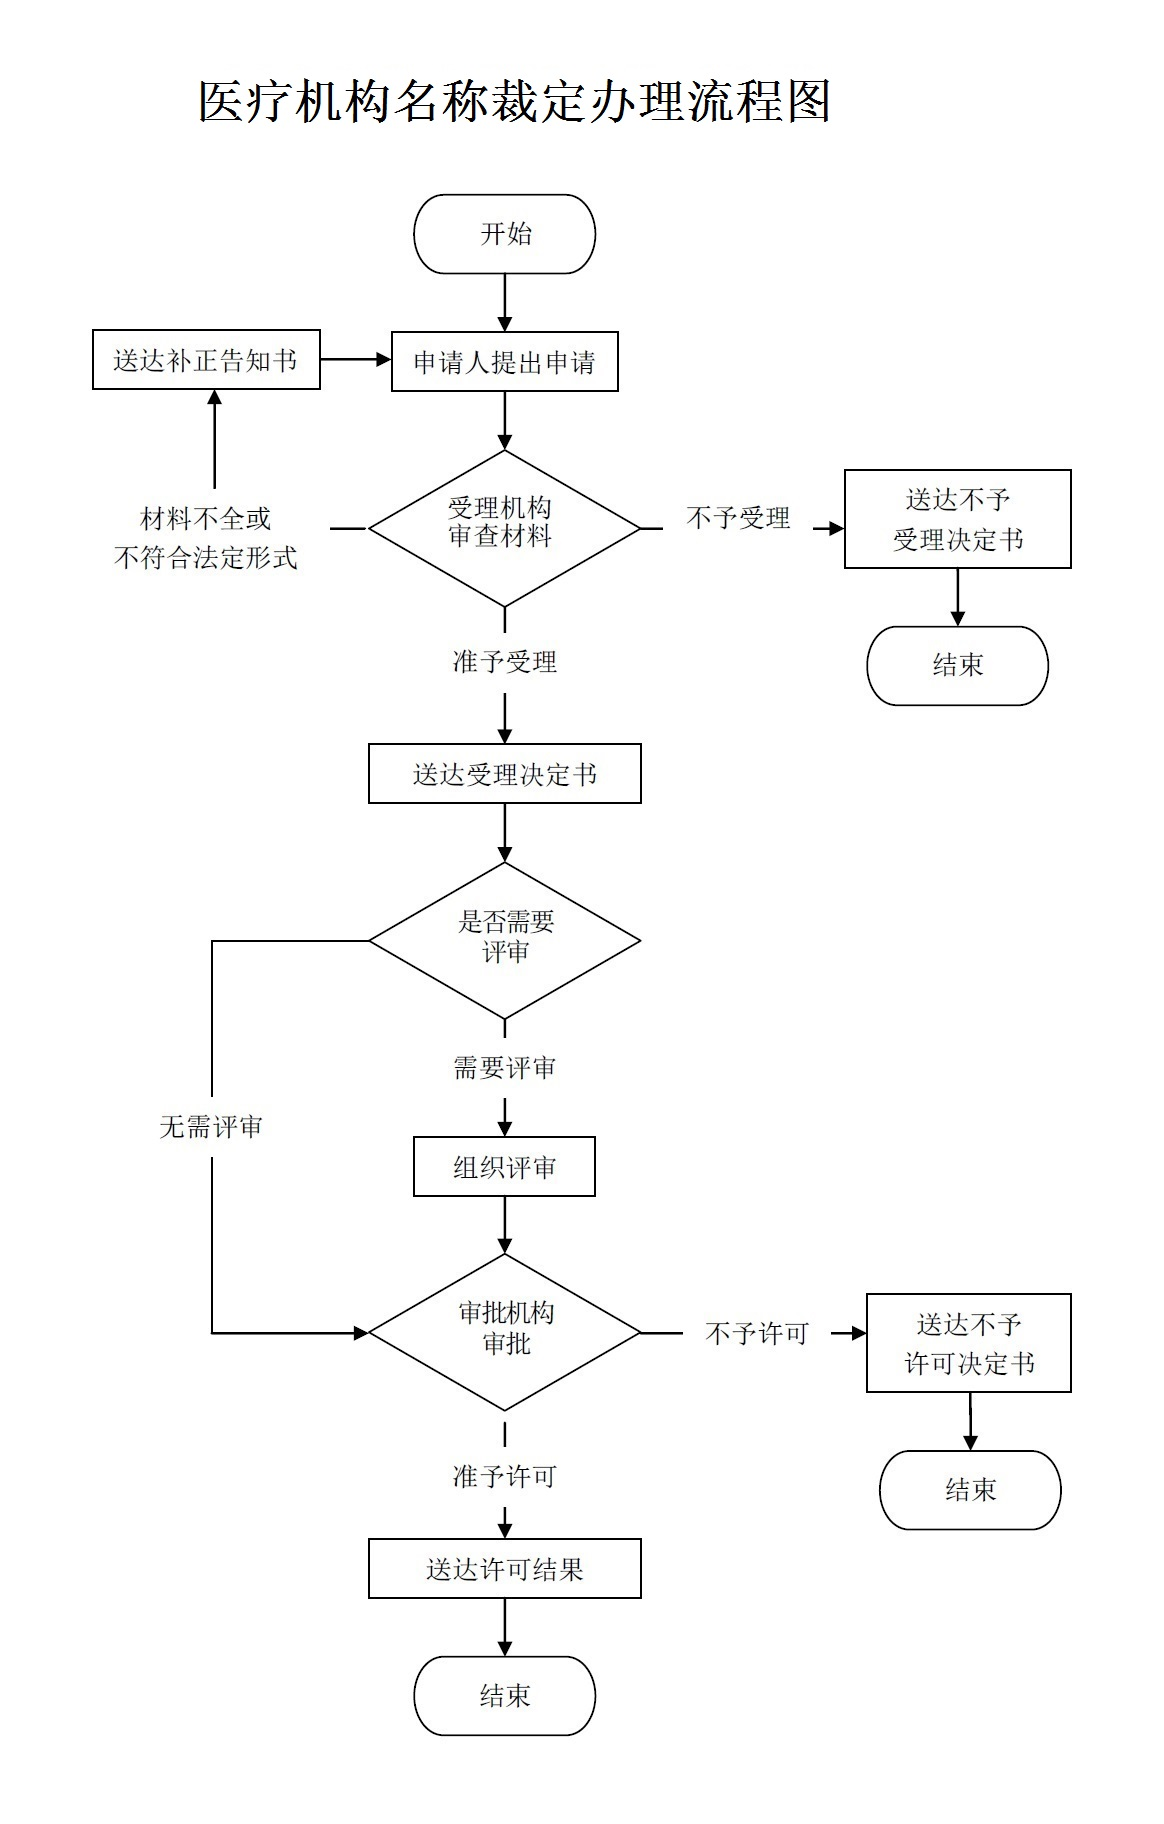 医疗机构名称裁定办理流程图
开始
送达补正告知书
申请人提出申请
材料不全或
不符合法定形式
受理机构
审查材料
不予受理
送达不予
受理决定书
结束
准予受理
送达受理决定书
是否需要
评审
需要评审
无需评审
组织评审
审批机构
审批
不予许可
送达不予
许可决定书
结束
准予许可
送达许可结果
结束